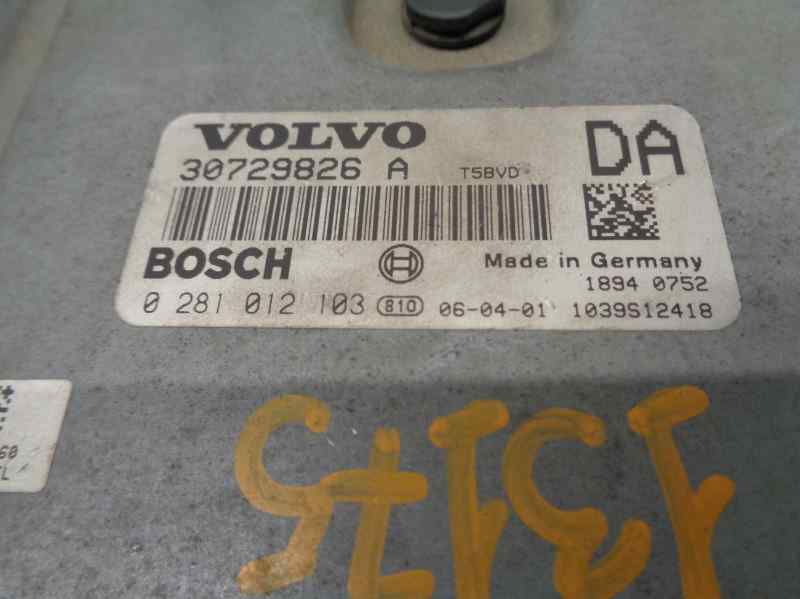 VOLVO
DA
30729826 A T5BVD
BOSCH
Made in Germany
1894 0752
0 281 012 103 810 06-04-01 1039S12418
60